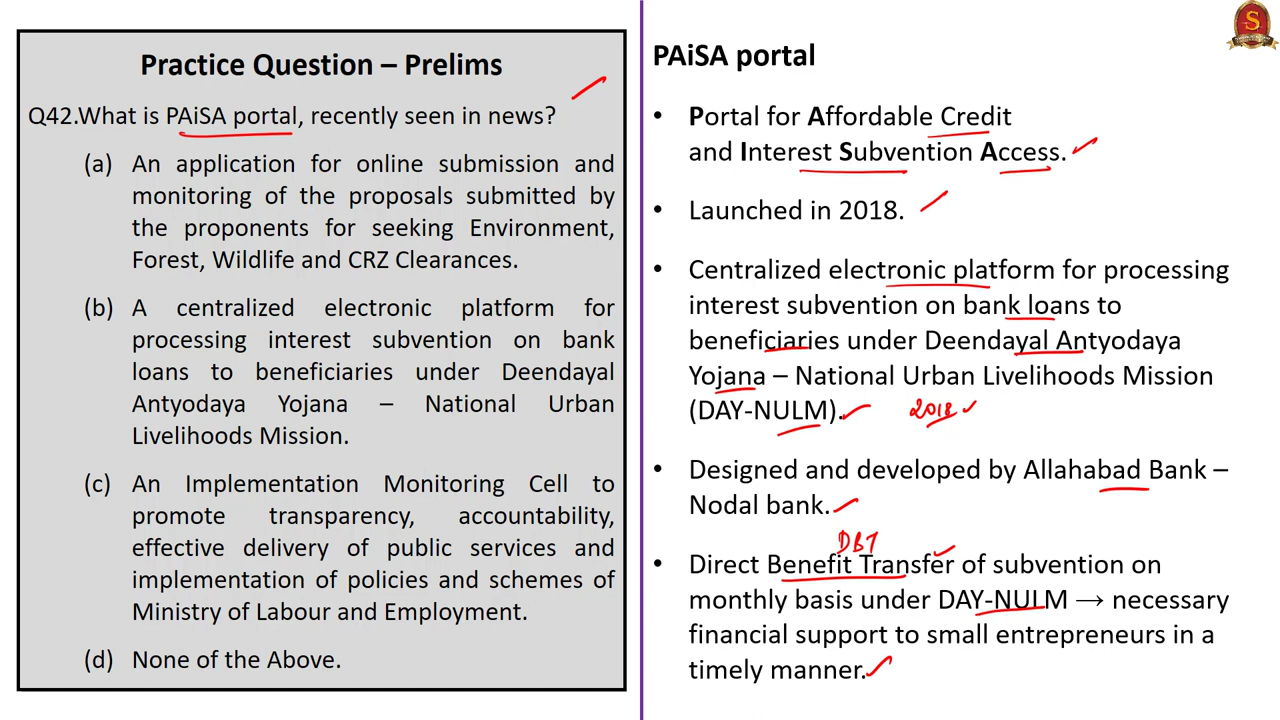 Practice Question – Prelims
Q42.What is PAiSA portal, recently seen in news?
(a) An application for online submission and
monitoring of the proposals submitted by
the proponents for seeking Environment,
Forest, Wildlife and CRZ Clearances.
(b) A centralized electronic platform for
processing interest subvention on bank
loans to beneficiaries under Deendayal
Antyodaya Yojana – National Urban
Livelihoods Mission.
(c) An Implementation Monitoring Cell to
promote transparency, accountability,
effective delivery of public services and
implementation of policies and schemes of
Ministry of Labour and Employment.
(d) None of the Above.
PAiSA portal
• Portal for Affordable Credit
and Interest Subvention Access.
• Launched in 2018.
• Centralized electronic platform for processing
interest subvention on bank loans to
beneficiaries under Deendayal Antyodaya
Yojana – National Urban Livelihoods Mission
(DAY-NULM). 2018
• Designed and developed by Allahabad Bank –
Nodal bank.
DBT
• Direct Benefit Transfer of subvention on
monthly basis under DAY-NULM → necessary
financial support to small entrepreneurs in a
timely manner.
S